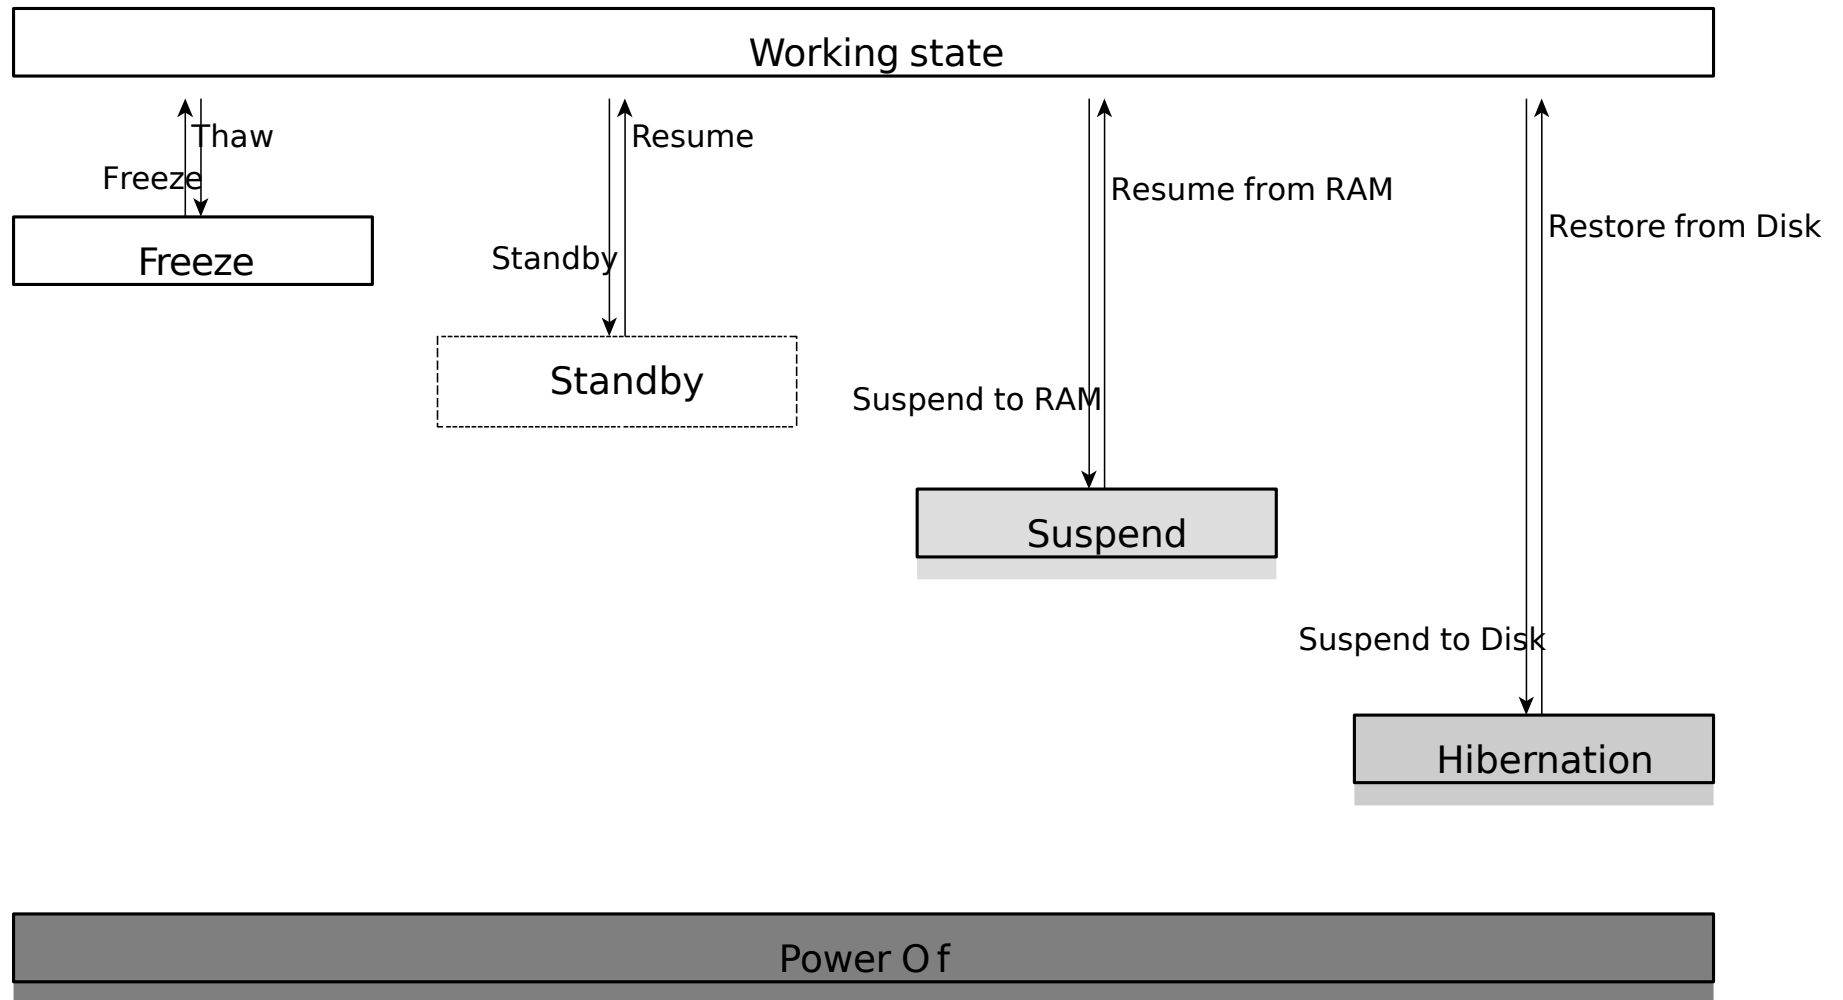 Working state
Thaw
Resume
Freeze
Resume from RAM
Restore from Disk
Freeze
Standby
Standby
Suspend to RAM
Suspend
Suspend to Disk
Hibernation
Power Of